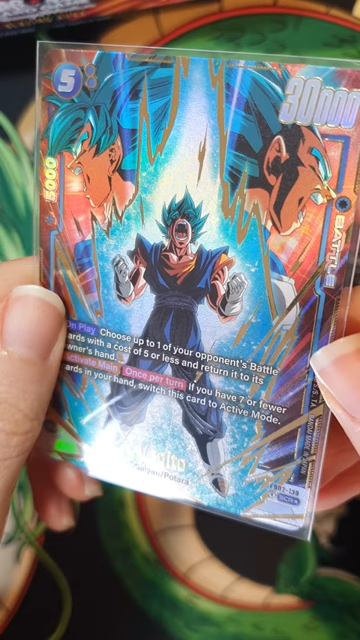 5
30000
5000
BATTLE
On Play Choose up to 1 of your opponent's Battle
ards with a cost of 5 or less and return it to its
wner's hand.
Activate Main Once per turn If you have 7 or fewer
ards in your hand, switch this card to Active Mode.
Saiyan/Potara